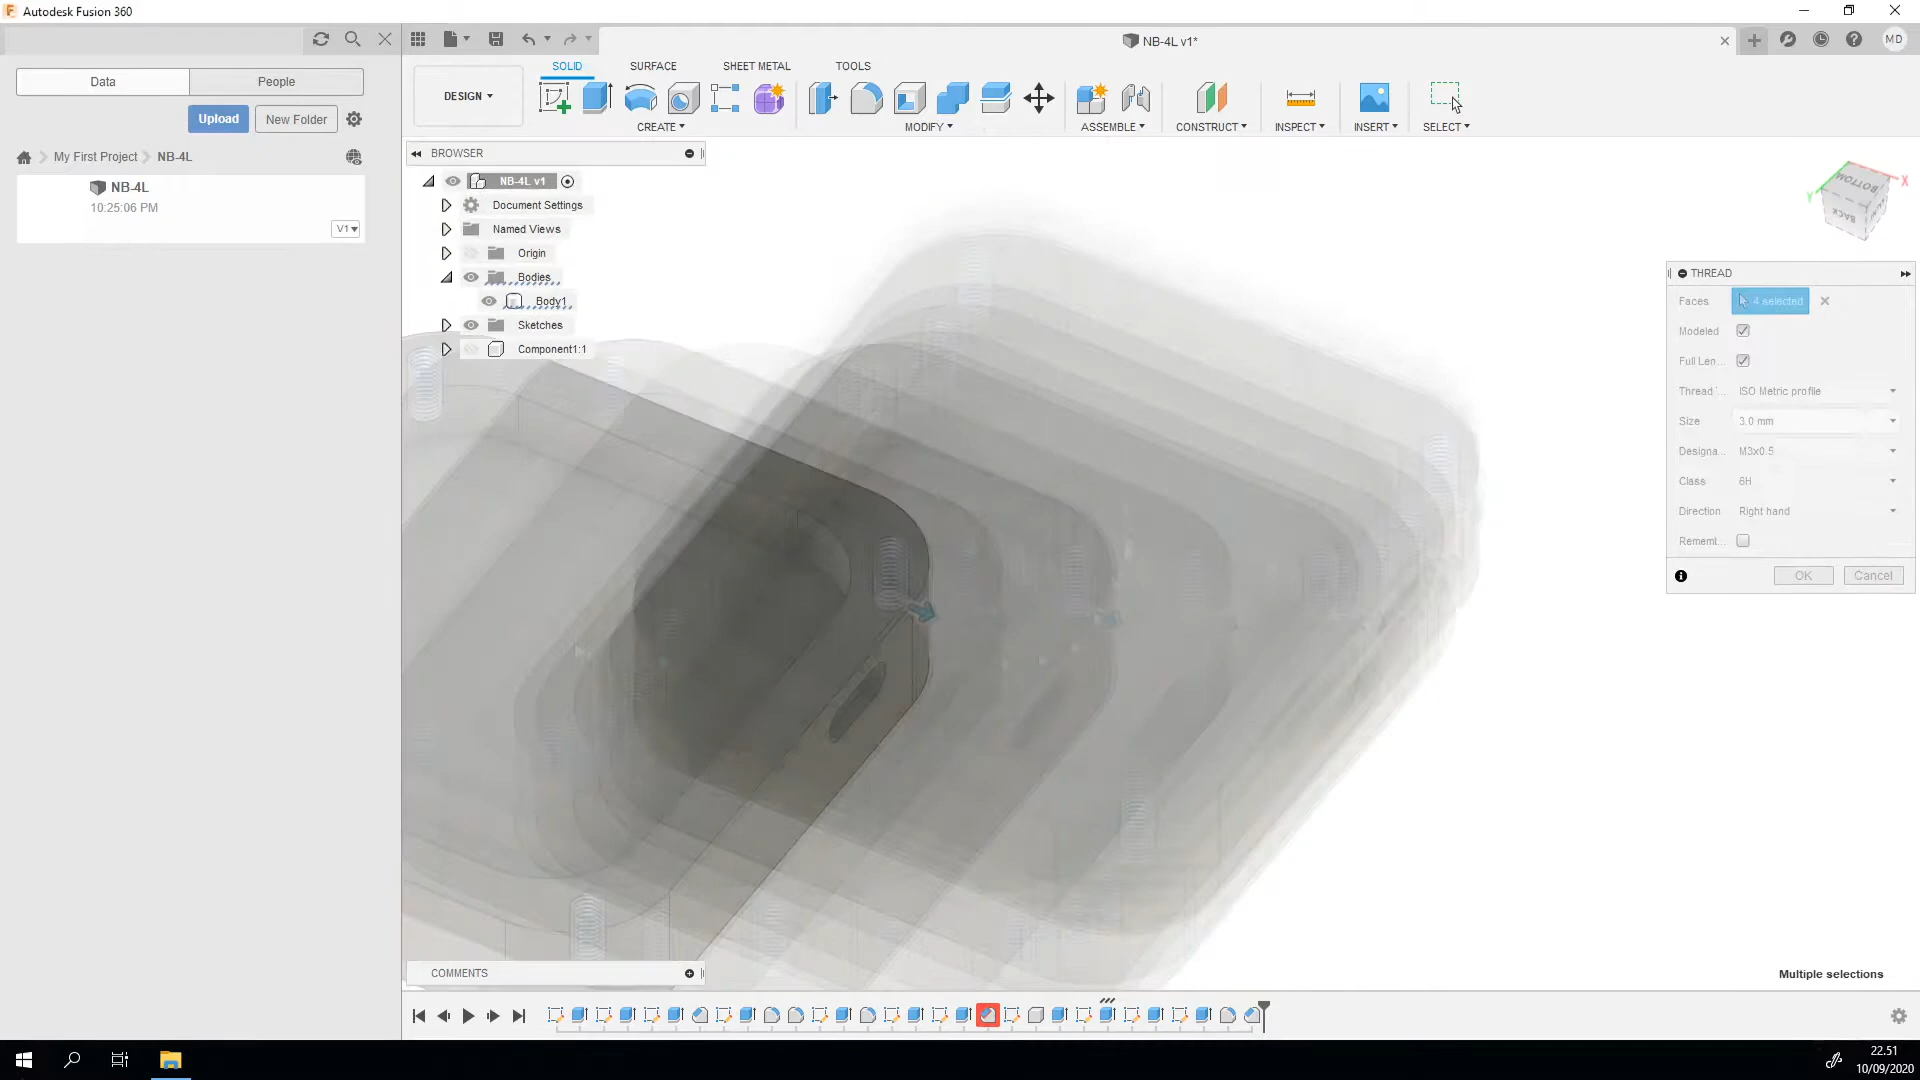 Autodesk Fusion 360
NB-4L v1*
MD
Data
People
Upload
New Folder
My First Project
NB-4L
NB-4L
10:25:06 PM
V1
DESIGN
SOLID
SURFACE
SHEET METAL
TOOLS
CREATE
MODIFY
ASSEMBLE
CONSTRUCT
INSPECT
INSERT
SELECT
BROWSER
NB-4L v1
Document Settings
Named Views
Origin
Bodies
Body1
Sketches
Component1:1
BOTTOM
BACK
X
Y
THREAD
Faces
4 selected
Modeled
Full Len...
Thread
ISO Metric profile
Size
3.0 mm
Designa...
M3x0.5
Class
6H
Direction
Right hand
Rememb...
OK
Cancel
COMMENTS
Multiple selections
22.51
10/09/2020